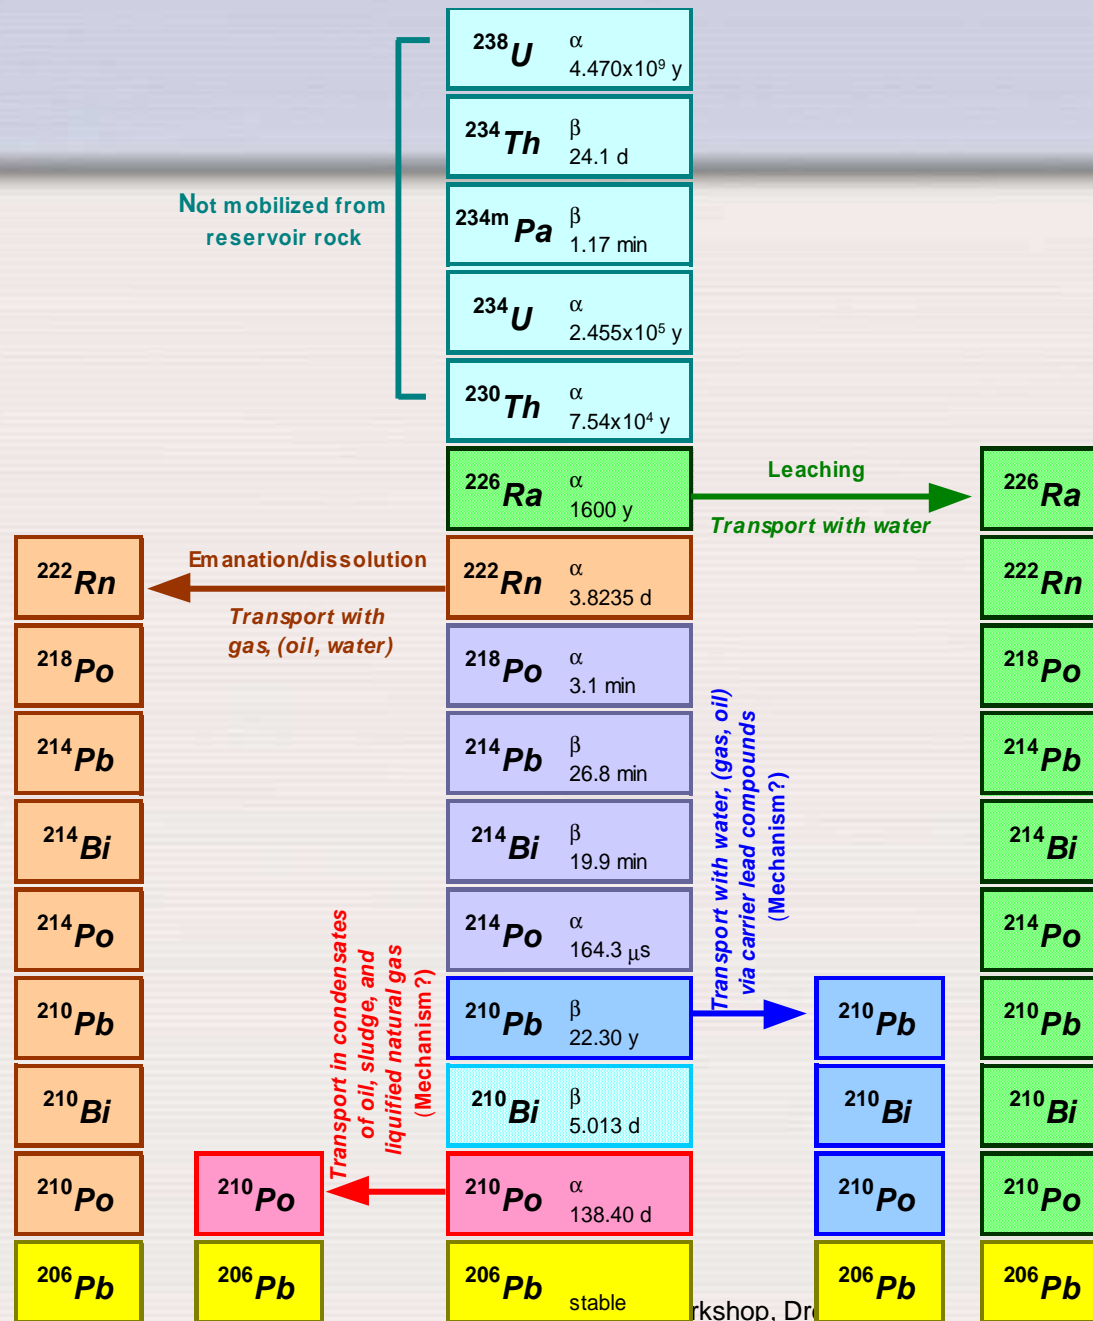 ²³⁸U α
4.470x10⁹ y
²³⁴Th β
24.1 d
Not mobilized from
reservoir rock
²³⁴ᵐPa β
1.17 min
²³⁴U α
2.455x10⁵ y
²³⁰Th α
7.54x10⁴ y
²²⁶Ra α
1600 y
Leaching
Transport with water
²²⁶Ra
²²²Rn
Emanation/dissolution
Transport with
gas, (oil, water)
²²²Rn α
3.8235 d
²²²Rn
²¹⁸Po
²¹⁸Po α
3.1 min
²¹⁸Po
²¹⁴Pb
²¹⁴Pb β
26.8 min
²¹⁴Pb
²¹⁴Bi
²¹⁴Bi β
19.9 min
²¹⁴Bi
Transport with water, (gas, oil)
via carrier lead compounds
(Mechanism?)
²¹⁴Po
²¹⁴Po α
164.3 μs
²¹⁴Po
Transport in condensates
of oil, sludge, and
liquified natural gas
(Mechanism?)
²¹⁰Pb
²¹⁰Pb β
22.30 y
²¹⁰Pb
²¹⁰Pb
²¹⁰Bi
²¹⁰Bi β
5.013 d
²¹⁰Bi
²¹⁰Bi
²¹⁰Po
²¹⁰Po
²¹⁰Po α
138.40 d
²¹⁰Po
²¹⁰Po
²⁰⁶Pb
²⁰⁶Pb
²⁰⁶Pb
stable
²⁰⁶Pb
²⁰⁶Pb